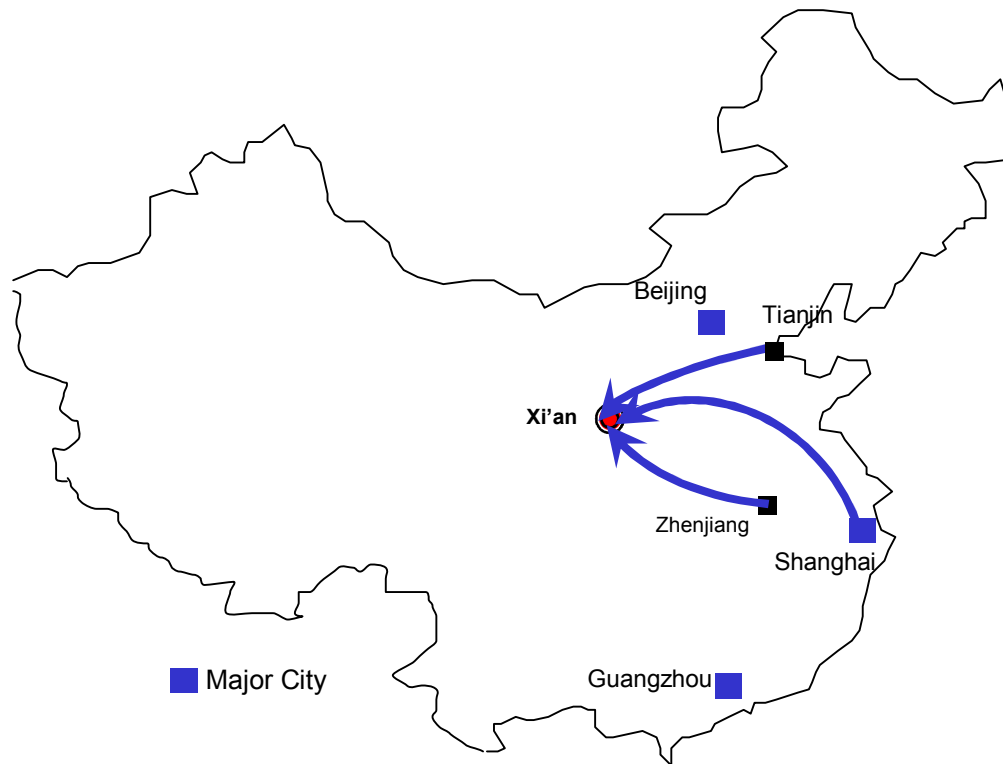 Beijing
Tianjin
Xi’an
Zhenjiang
Shanghai
Guangzhou
Major City